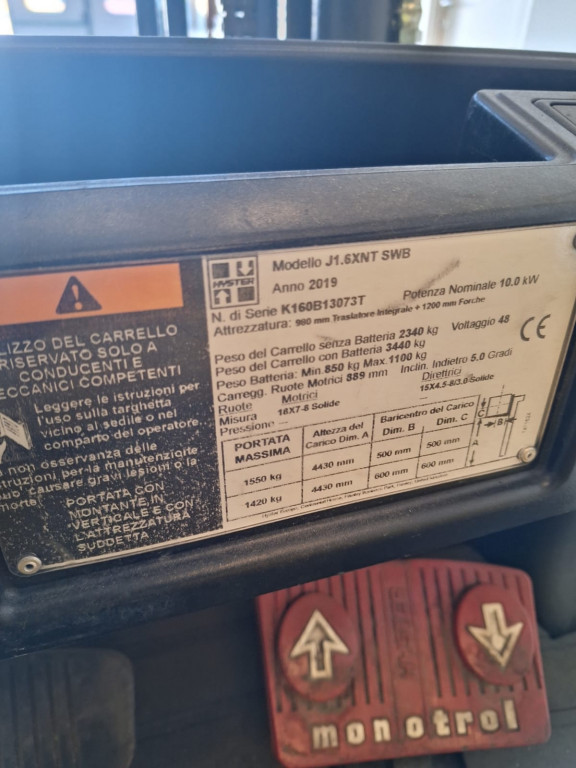 HYSTER
Modello J1.6XNT SWB
Anno 2019
N. di Serie K160B13073T Potenza Nominale 10.0 kW
Attrezzatura: 980 mm Traslatore Integrale + 1200 mm Forche
Peso del Carrello senza Batteria 2340 kg Voltaggio 48
Peso del Carrello con Batteria 3440 kg
Peso Batteria: Min.850 kg Max.1100 kg
Carregg. Ruote Motrici 889 mm Inclin. Indietro 5.0 Gradi
Ruote Motrici Direttrici
Misura 18X7-8 Solide 15X4.5-8/3.0 Solide
Pressione --
CE
PORTATA MASSIMA Altezza del Carico Dim. A Baricentro del Carico Dim. B Dim. C
1550 kg 4430 mm 500 mm 500 mm
1420 kg 4430 mm 600 mm 600 mm
C
B
A
LIZZO DEL CARRELLO
RISERVATO SOLO A
CONDUCENTI E
ECCANICI COMPETENTI
Leggere le istruzioni per
l'uso sulla targhetta
vicino al sedile o nel
comparto del operatore.
a non osservanza delle
struzioni per la manutenzione
può causare gravi lesioni o la
morte
PORTATA CON
MONTANTE IN
VERTICALE E CON
L'ATTREZZATURA
SUDDETTA
monotrol